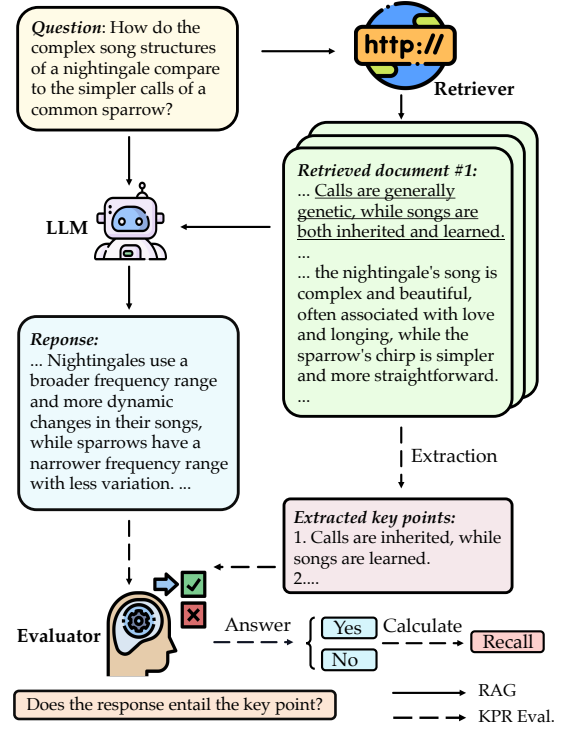 Question: How do the
complex song structures
of a nightingale compare
to the simpler calls of a
common sparrow?
http://
Retriever
Retrieved document #1:
... Calls are generally
genetic, while songs are
both inherited and learned.
...
... the nightingale's song is
complex and beautiful,
often associated with love
and longing, while the
sparrow's chirp is simpler
and more straightforward.
...
LLM
Reponse:
... Nightingales use a
broader frequency range
and more dynamic
changes in their songs,
while sparrows have a
narrower frequency range
with less variation. ...
Extraction
Extracted key points:
1. Calls are inherited, while
songs are learned.
2....
Evaluator
Answer
Yes
No
Calculate
Recall
Does the response entail the key point?
RAG
KPR Eval.